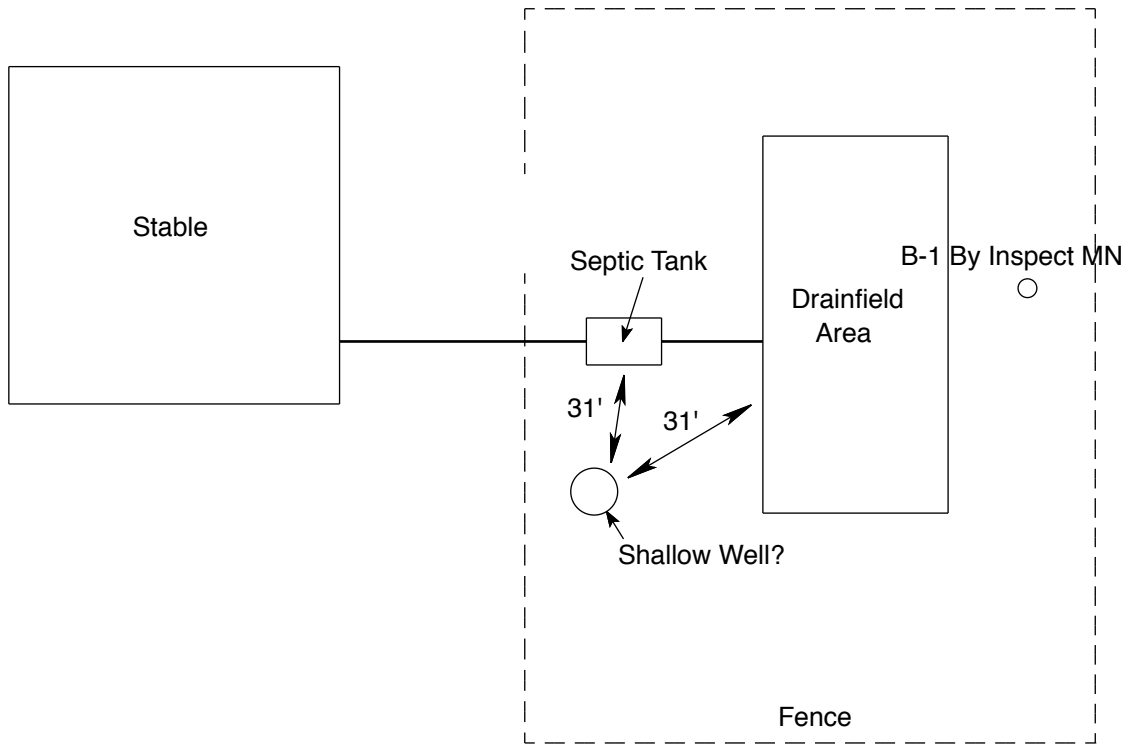 Stable
Septic Tank
B-1 By Inspect MN
Drainfield
Area
31'
31'
Shallow Well?
Fence